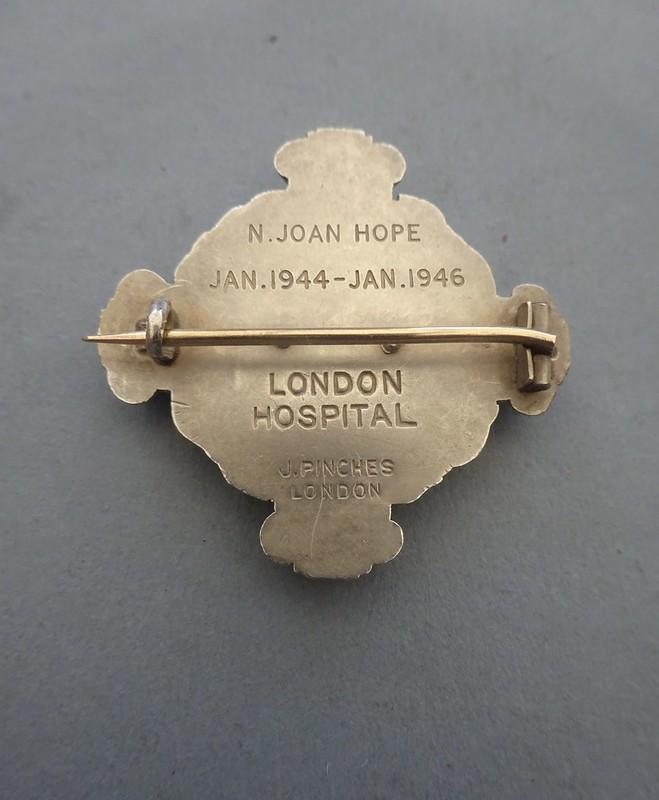 N.JOAN HOPE
JAN.1944-JAN.1946
LONDON
HOSPITAL
J.PINCHES
LONDON